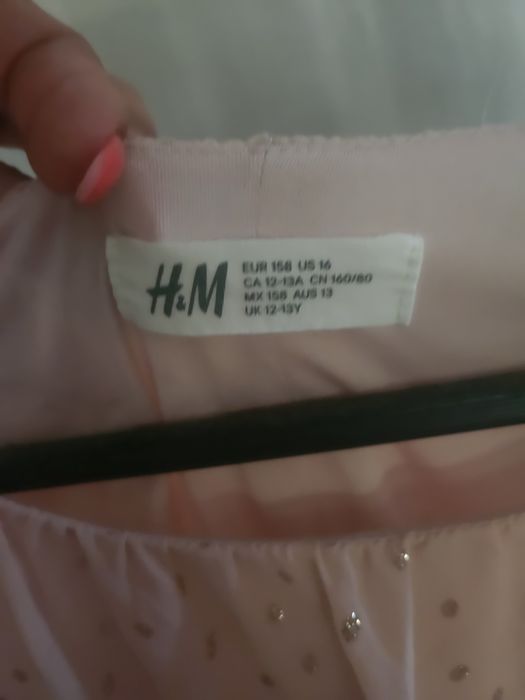 H&M
EUR 158 US 16
CA 12-13A CN 160/80
MX 158 AUS 13
UK 12-13Y